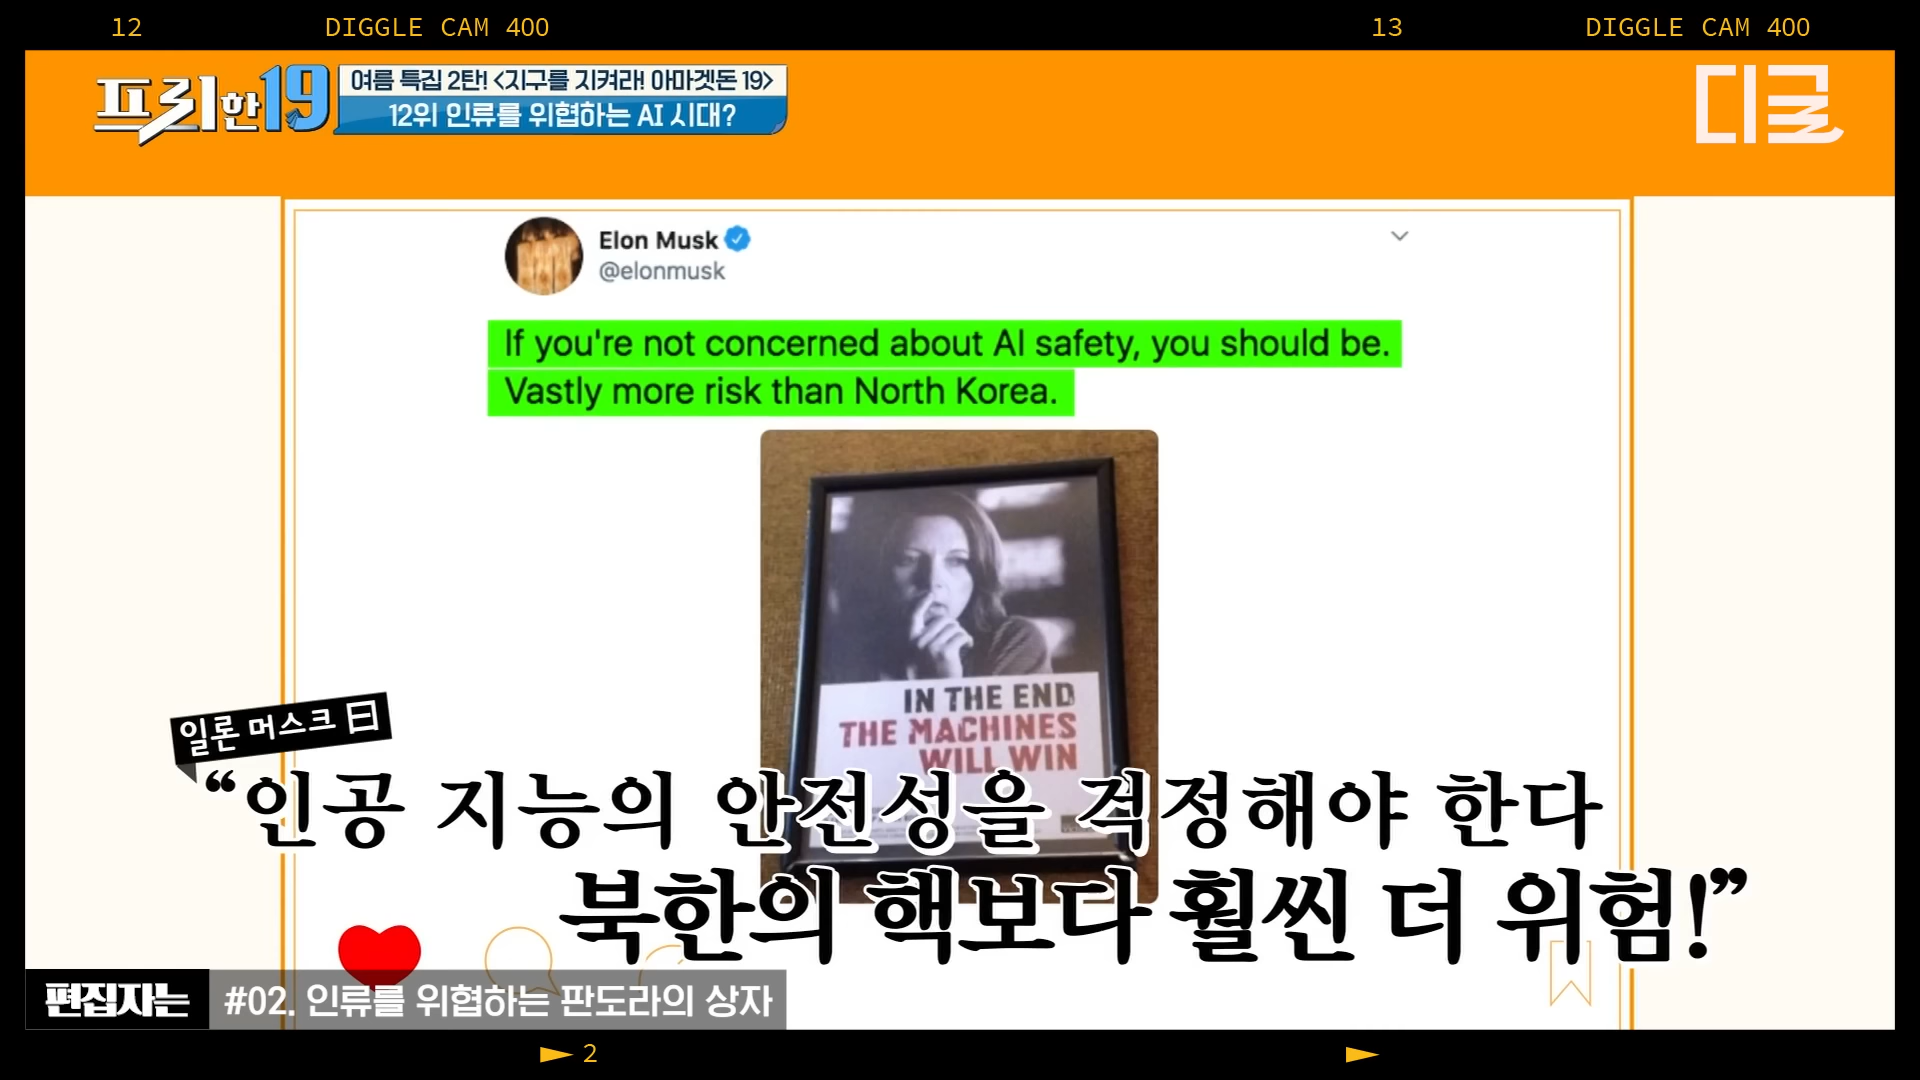 12 DIGGLE CAM 400 13 DIGGLE CAM 400
프리한19
여름 특집 2탄! <지구를 지켜라! 아마겟돈 19>
12위 인류를 위협하는 AI 시대?
디글
Elon Musk
@elonmusk
If you're not concerned about AI safety, you should be.
Vastly more risk than North Korea.
IN THE END
THE MACHINES
WILL WIN
일론 머스크 曰
“인공 지능의 안전성을 걱정해야 한다
북한의 핵보다 훨씬 더 위험!”
편집자는 #02. 인류를 위협하는 판도라의 상자
2